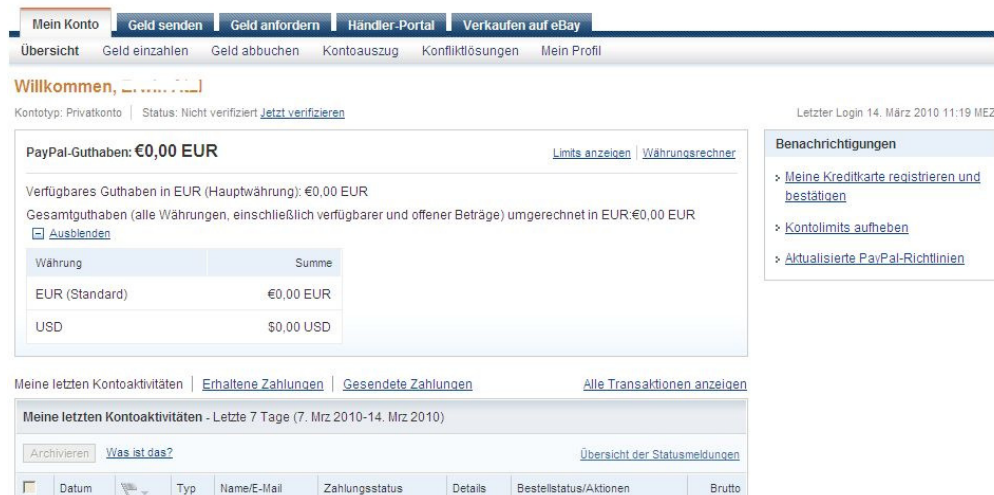 Mein Konto Geld senden Geld anfordern Händler-Portal Verkaufen auf eBay
Übersicht Geld einzahlen Geld abbuchen Kontoauszug Konfliktlösungen Mein Profil
Willkommen,
Kontotyp: Privatkonto | Status: Nicht verifiziert Jetzt verifizieren
Letzter Login 14. März 2010 11:19 MEZ
PayPal-Guthaben: €0,00 EUR
Limits anzeigen | Währungsrechner
Verfügbares Guthaben in EUR (Hauptwährung): €0,00 EUR
Gesamtguthaben (alle Währungen, einschließlich verfügbarer und offener Beträge) umgerechnet in EUR:€0,00 EUR
Ausblenden
Währung Summe
EUR (Standard) €0,00 EUR
USD $0,00 USD
Benachrichtigungen
Meine Kreditkarte registrieren und
bestätigen
Kontolimits aufheben
Aktualisierte PayPal-Richtlinien
Meine letzten Kontoaktivitäten | Erhaltene Zahlungen | Gesendete Zahlungen Alle Transaktionen anzeigen
Meine letzten Kontoaktivitäten - Letzte 7 Tage (7. Mrz 2010-14. Mrz 2010)
Archivieren Was ist das? Übersicht der Statusmeldungen
Datum Typ Name/E-Mail Zahlungsstatus Details Bestellstatus/Aktionen Brutto